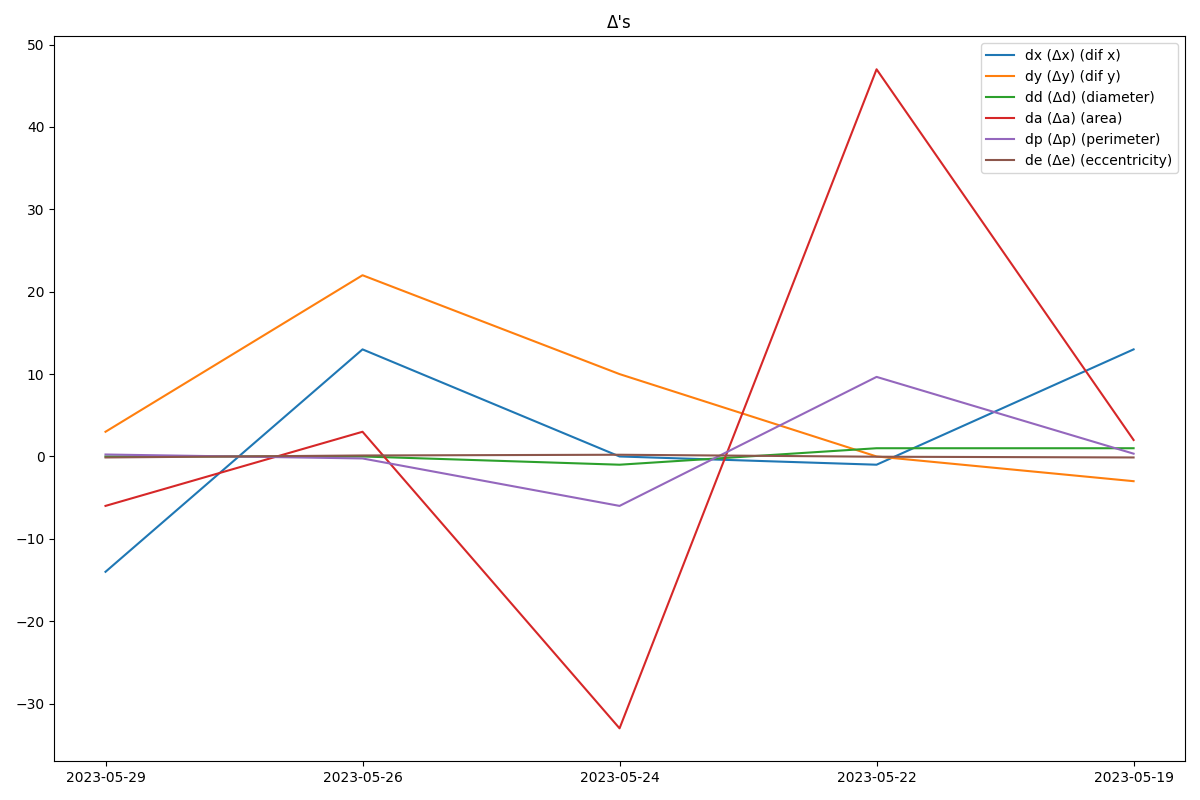 Δ's
50
40
30
20
10
0
−10
−20
−30
dx (Δx) (dif x)
dy (Δy) (dif y)
dd (Δd) (diameter)
da (Δa) (area)
dp (Δp) (perimeter)
de (Δe) (eccentricity)
2023-05-29
2023-05-26
2023-05-24
2023-05-22
2023-05-19